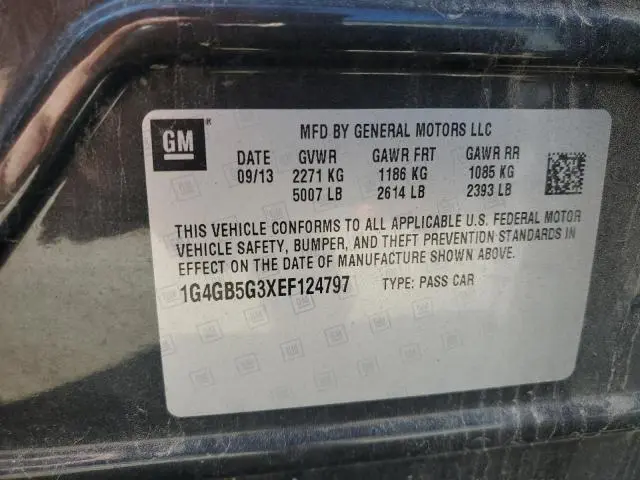 GM ®
MFD BY GENERAL MOTORS LLC
DATE GVWR GAWR FRT GAWR RR
09/13 2271 KG 1186 KG 1085 KG
5007 LB 2614 LB 2393 LB
THIS VEHICLE CONFORMS TO ALL APPLICABLE U.S. FEDERAL MOTOR
VEHICLE SAFETY, BUMPER, AND THEFT PREVENTION STANDARDS IN
EFFECT ON THE DATE OF MANUFACTURE SHOWN ABOVE.
1G4GB5G3XEF124797 TYPE: PASS CAR